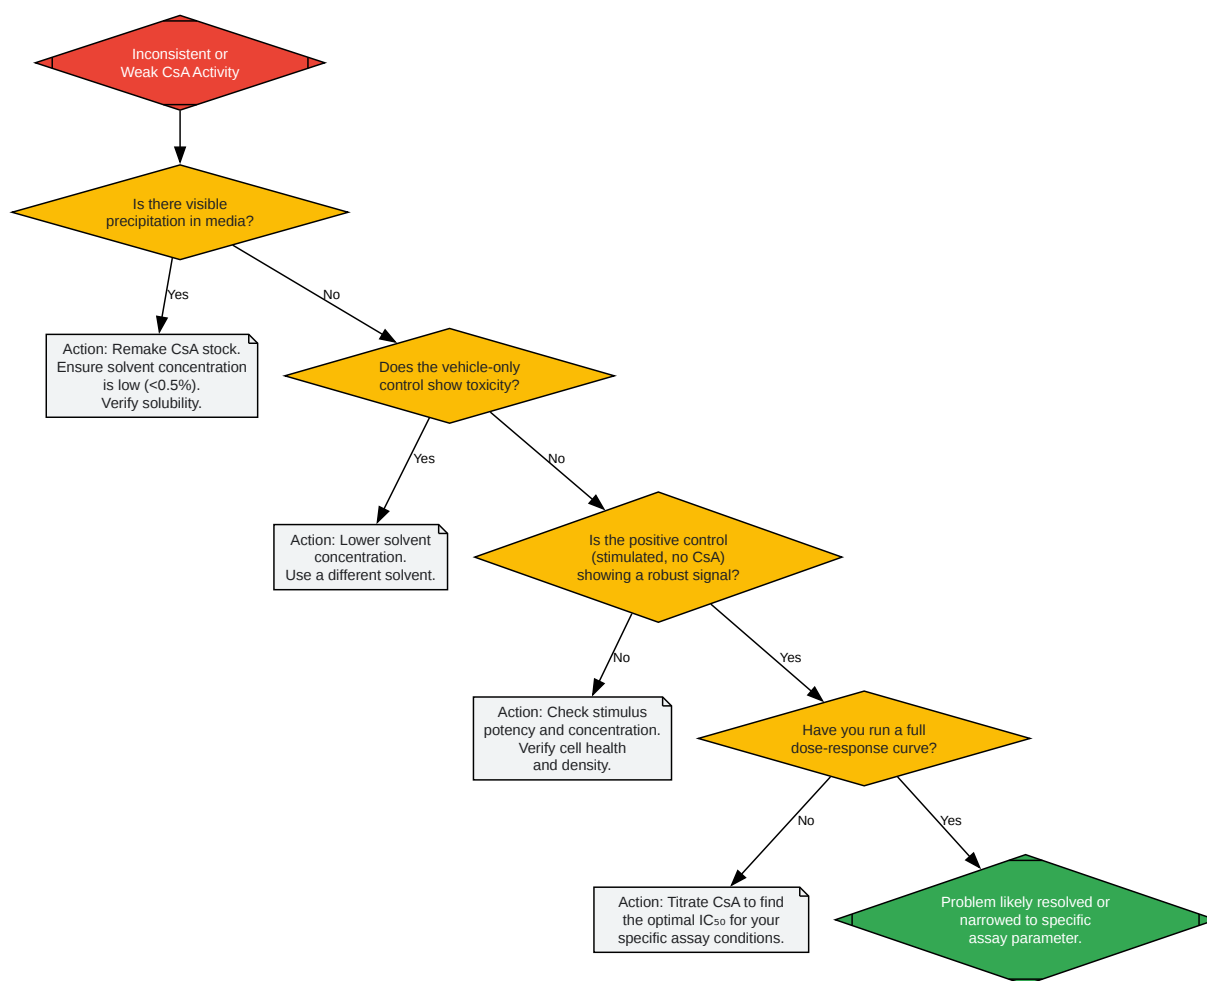 Inconsistent or
Weak CsA Activity
Is there visible
precipitation in media?
Yes
No
Action: Remake CsA stock.
Ensure solvent concentration
is low (<0.5%).
Verify solubility.
Does the vehicle-only
control show toxicity?
Yes
No
Action: Lower solvent
concentration.
Use a different solvent.
Is the positive control
(stimulated, no CsA)
showing a robust signal?
No
Yes
Action: Check stimulus
potency and concentration.
Verify cell health
and density.
Have you run a full
dose-response curve?
No
Yes
Action: Titrate CsA to find
the optimal IC₅₀ for your
specific assay conditions.
Problem likely resolved or
narrowed to specific
assay parameter.